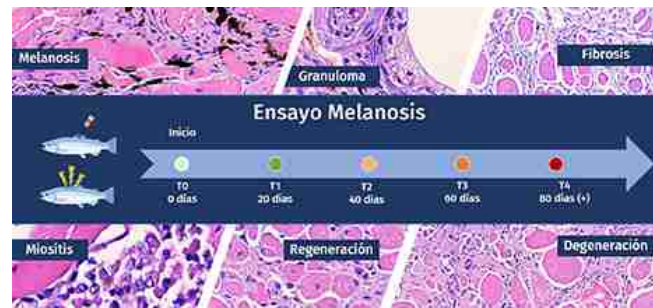 Melanosis
Granuloma
Fibrosis
Ensayo Melanosis
Inicio
T0
0 días
T1
20 días
T2
40 días
T3
60 días
T4
80 días (+)
Miositis
Regeneración
Degeneración